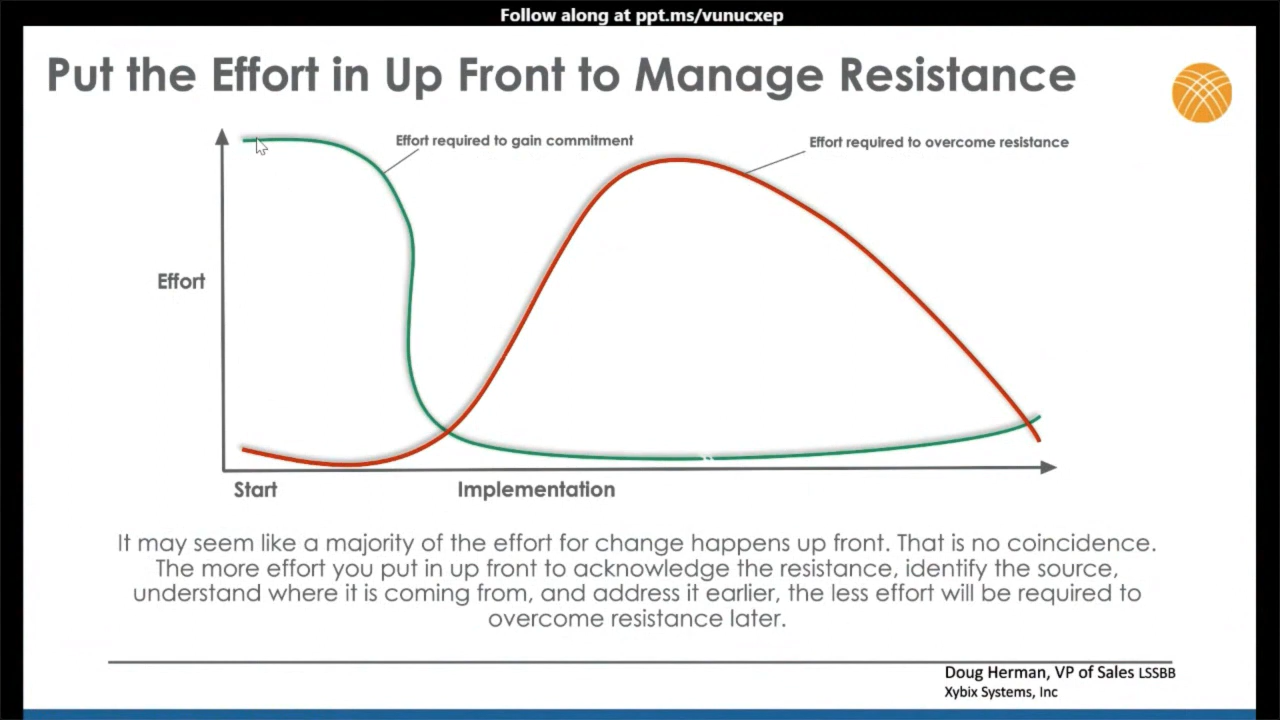 Follow along at ppt.ms/vunucxep
Put the Effort in Up Front to Manage Resistance
Effort required to gain commitment
Effort required to overcome resistance
Effort
Start
Implementation
It may seem like a majority of the effort for change happens up front. That is no coincidence.
The more effort you put in up front to acknowledge the resistance, identify the source,
understand where it is coming from, and address it earlier, the less effort will be required to
overcome resistance later.
Doug Herman, VP of Sales LSSBB
Xybix Systems, Inc